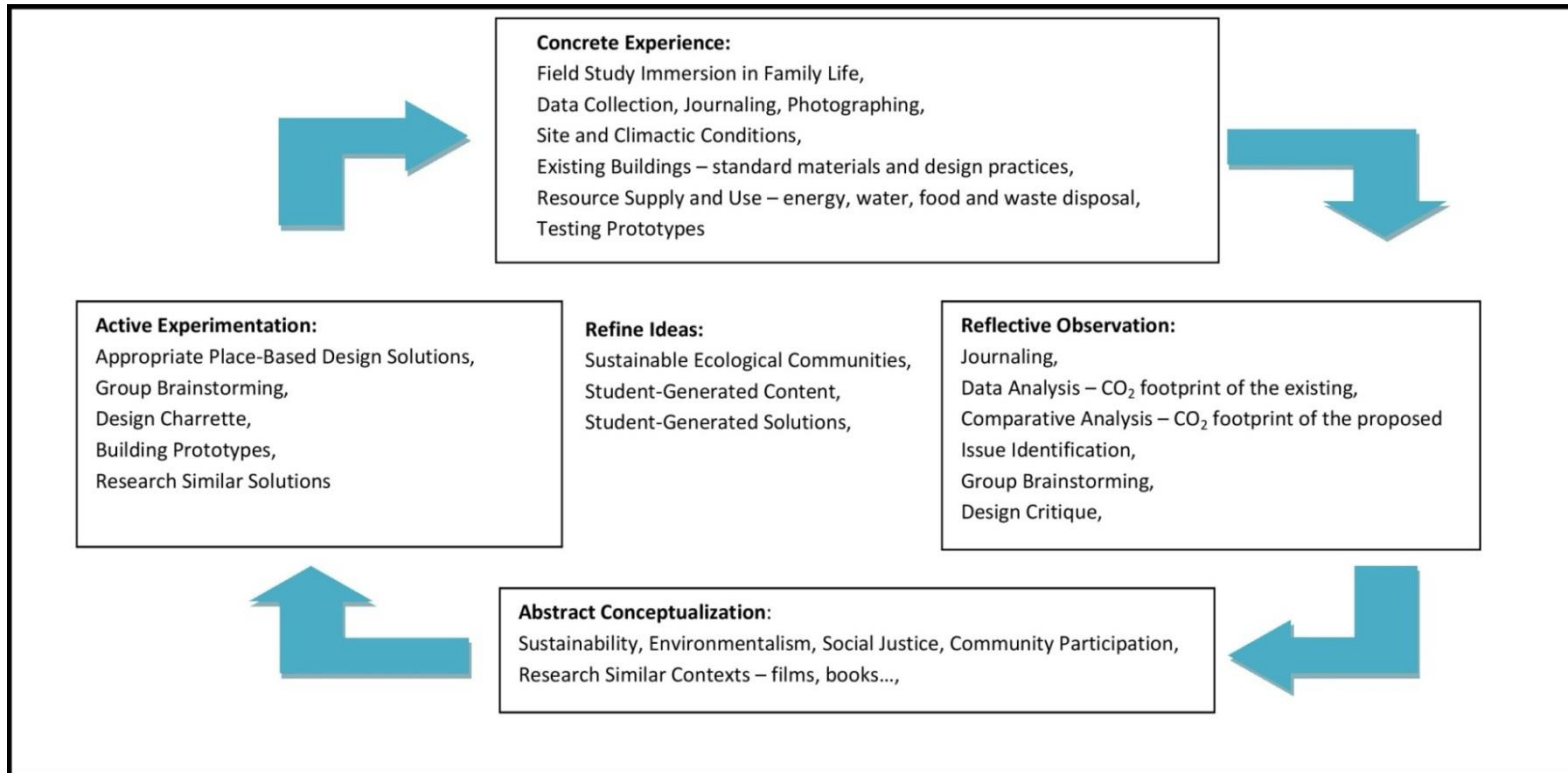 Concrete Experience:
Field Study Immersion in Family Life,
Data Collection, Journaling, Photographing,
Site and Climactic Conditions,
Existing Buildings – standard materials and design practices,
Resource Supply and Use – energy, water, food and waste disposal,
Testing Prototypes
Active Experimentation:
Appropriate Place-Based Design Solutions,
Group Brainstorming,
Design Charrette,
Building Prototypes,
Research Similar Solutions
Refine Ideas:
Sustainable Ecological Communities,
Student-Generated Content,
Student-Generated Solutions,
Reflective Observation:
Journaling,
Data Analysis – CO₂ footprint of the existing,
Comparative Analysis – CO₂ footprint of the proposed
Issue Identification,
Group Brainstorming,
Design Critique,
Abstract Conceptualization:
Sustainability, Environmentalism, Social Justice, Community Participation,
Research Similar Contexts – films, books…,